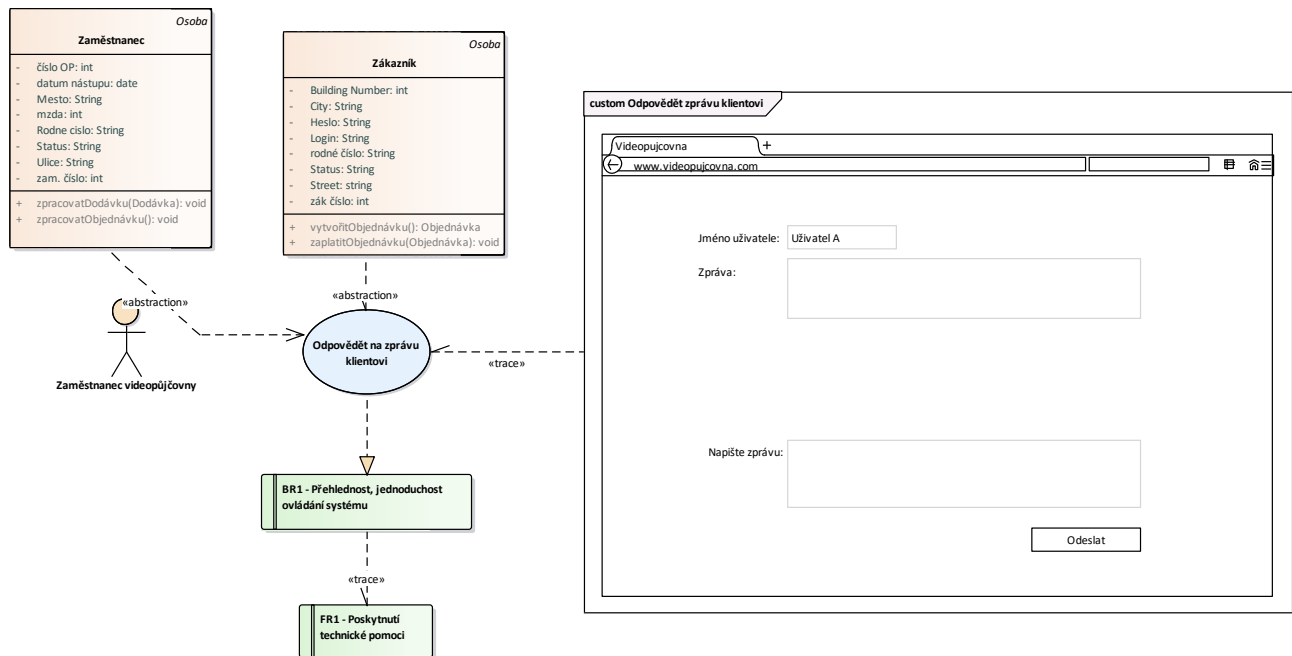 Osoba
Zaměstnanec
- číslo OP: int
- datum nástupu: date
- Mesto: String
- mzda: int
- Rodne cislo: String
- Status: String
- Ulice: String
- zam. číslo: int
+ zpracovatDodávku(Dodávka): void
+ zpracovatObjednávku(): void
Osoba
Zákazník
- Building Number: int
- City: String
- Heslo: String
- Login: String
- rodné číslo: String
- Status: String
- Street: string
- zák číslo: int
+ vytvořitObjednávku(): Objednávka
+ zaplatitObjednávku(Objednávka): void
«abstraction»
«abstraction»
Zaměstnanec videopůjčovny
Odpovědět na zprávu
klientovi
«trace»
BR1 - Přehlednost, jednoduchost
ovládání systému
«trace»
FR1 - Poskytnutí
technické pomoci
custom Odpovědět zprávu klientovi
Videopujcovna
+
www.videopujcovna.com
Jméno uživatele: Uživatel A
Zpráva:
Napište zprávu:
Odeslat